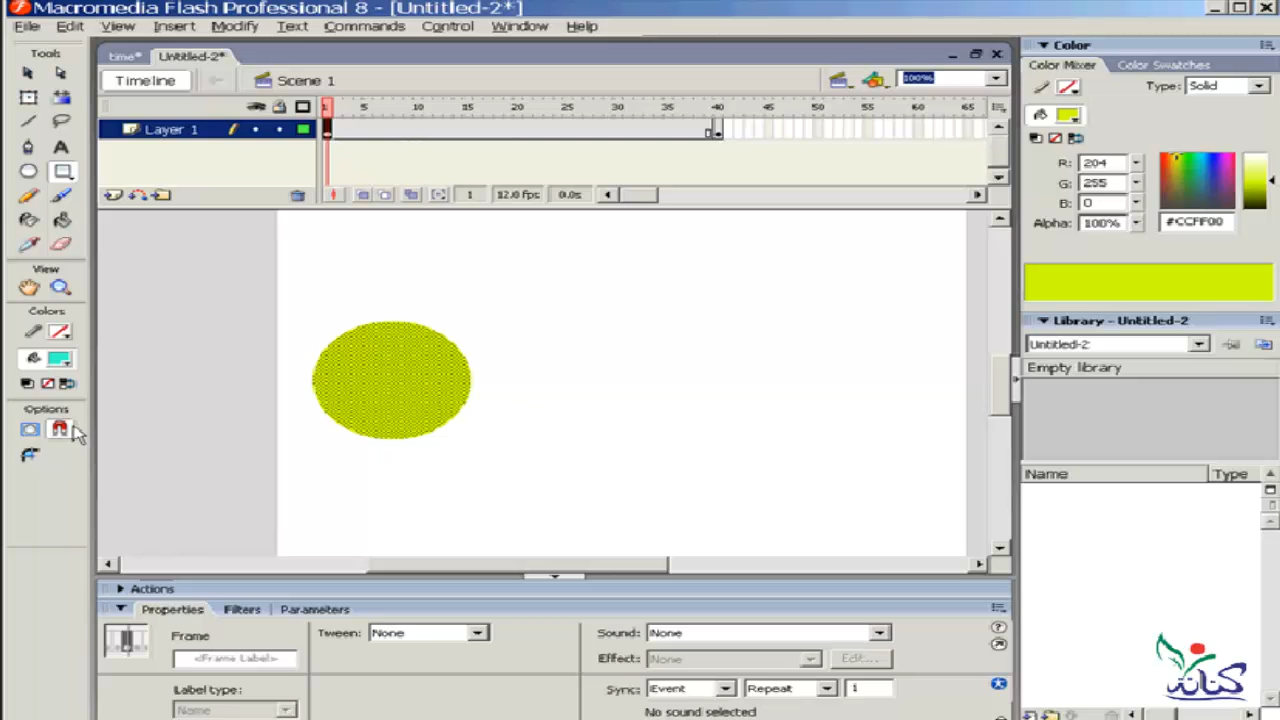 Macromedia Flash Professional 8 - [Untitled-2*]
File Edit View Insert Modify Text Commands Control Window Help
Tools
time* Untitled-2*
Timeline Scene 1 100%
1 5 10 15 20 25 30 35 40 45 50 55 60 65
Layer 1
1 12.0 fps 0.0s
View
Colors
Options
Color
Color Mixer Color Swatches
Type: Solid
R: 204
G: 255
B: 0
Alpha: 100% #CCFF00
Library - Untitled-2
Untitled-2
Empty library
Name Type
Actions
Properties Filters Parameters
Frame
<Frame Label>
Label type:
Name
Tween: None
Sound: None
Effect: None Edit...
Sync: Event Repeat 1
No sound selected
كنانة